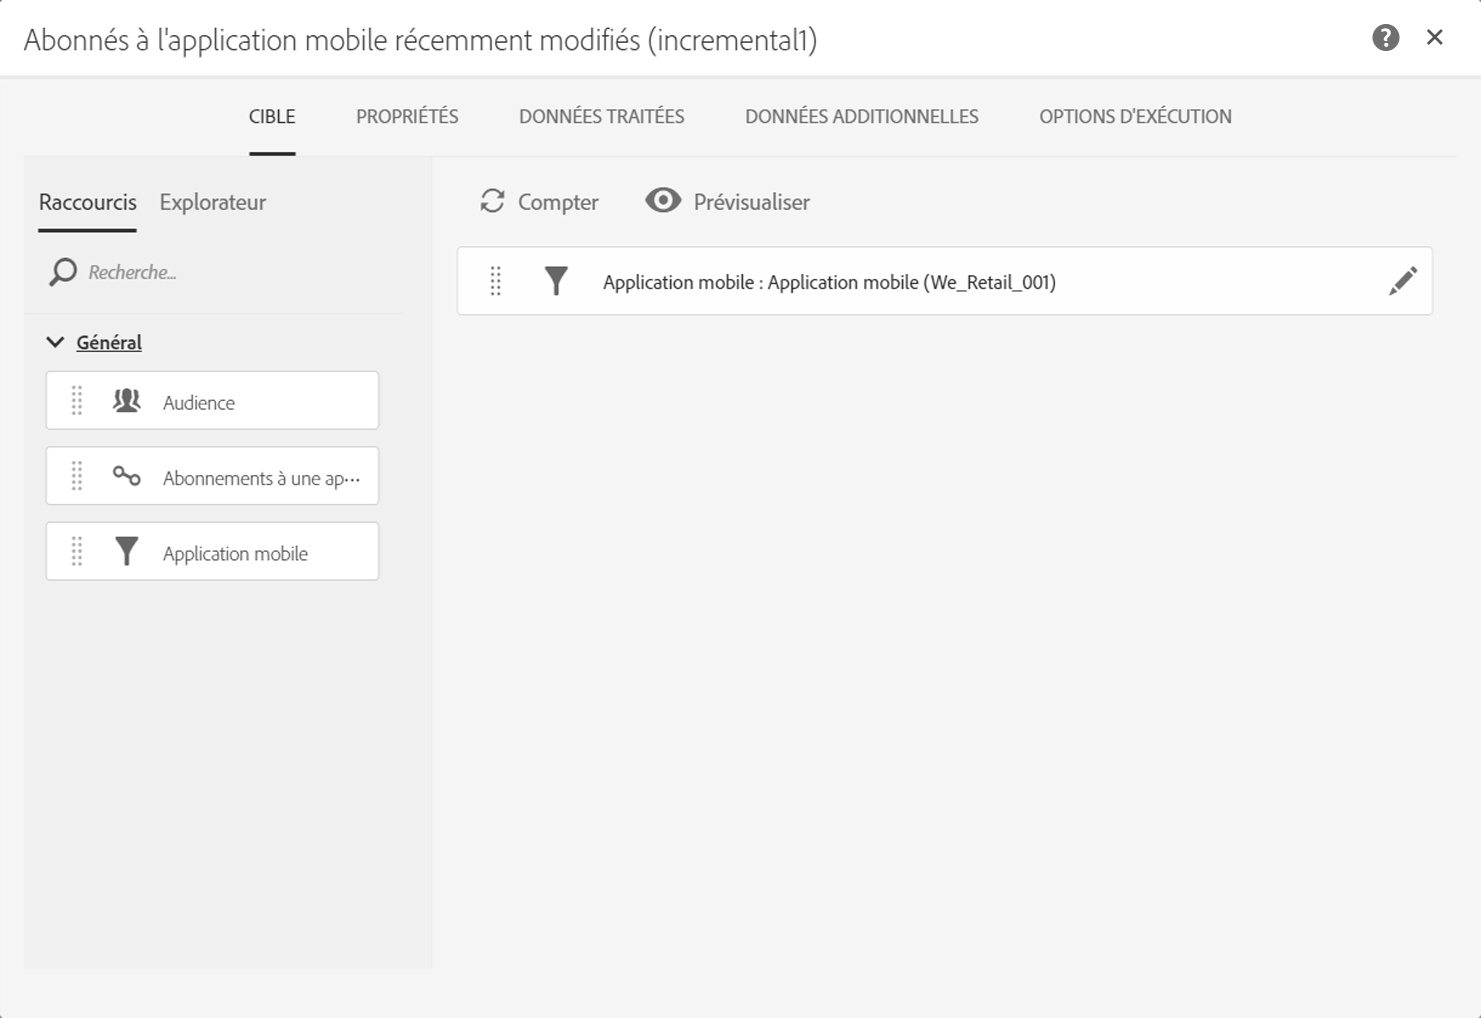 Abonnés à l'application mobile récemment modifiés (incremental1)
CIBLE
PROPRIÉTÉS
DONNÉES TRAITÉES
DONNÉES ADDITIONNELLES
OPTIONS D'EXÉCUTION
Raccourcis
Explorateur
Recherche...
Général
Audience
Abonnements à une ap...
Application mobile
Compter
Prévisualiser
Application mobile : Application mobile (We_Retail_001)